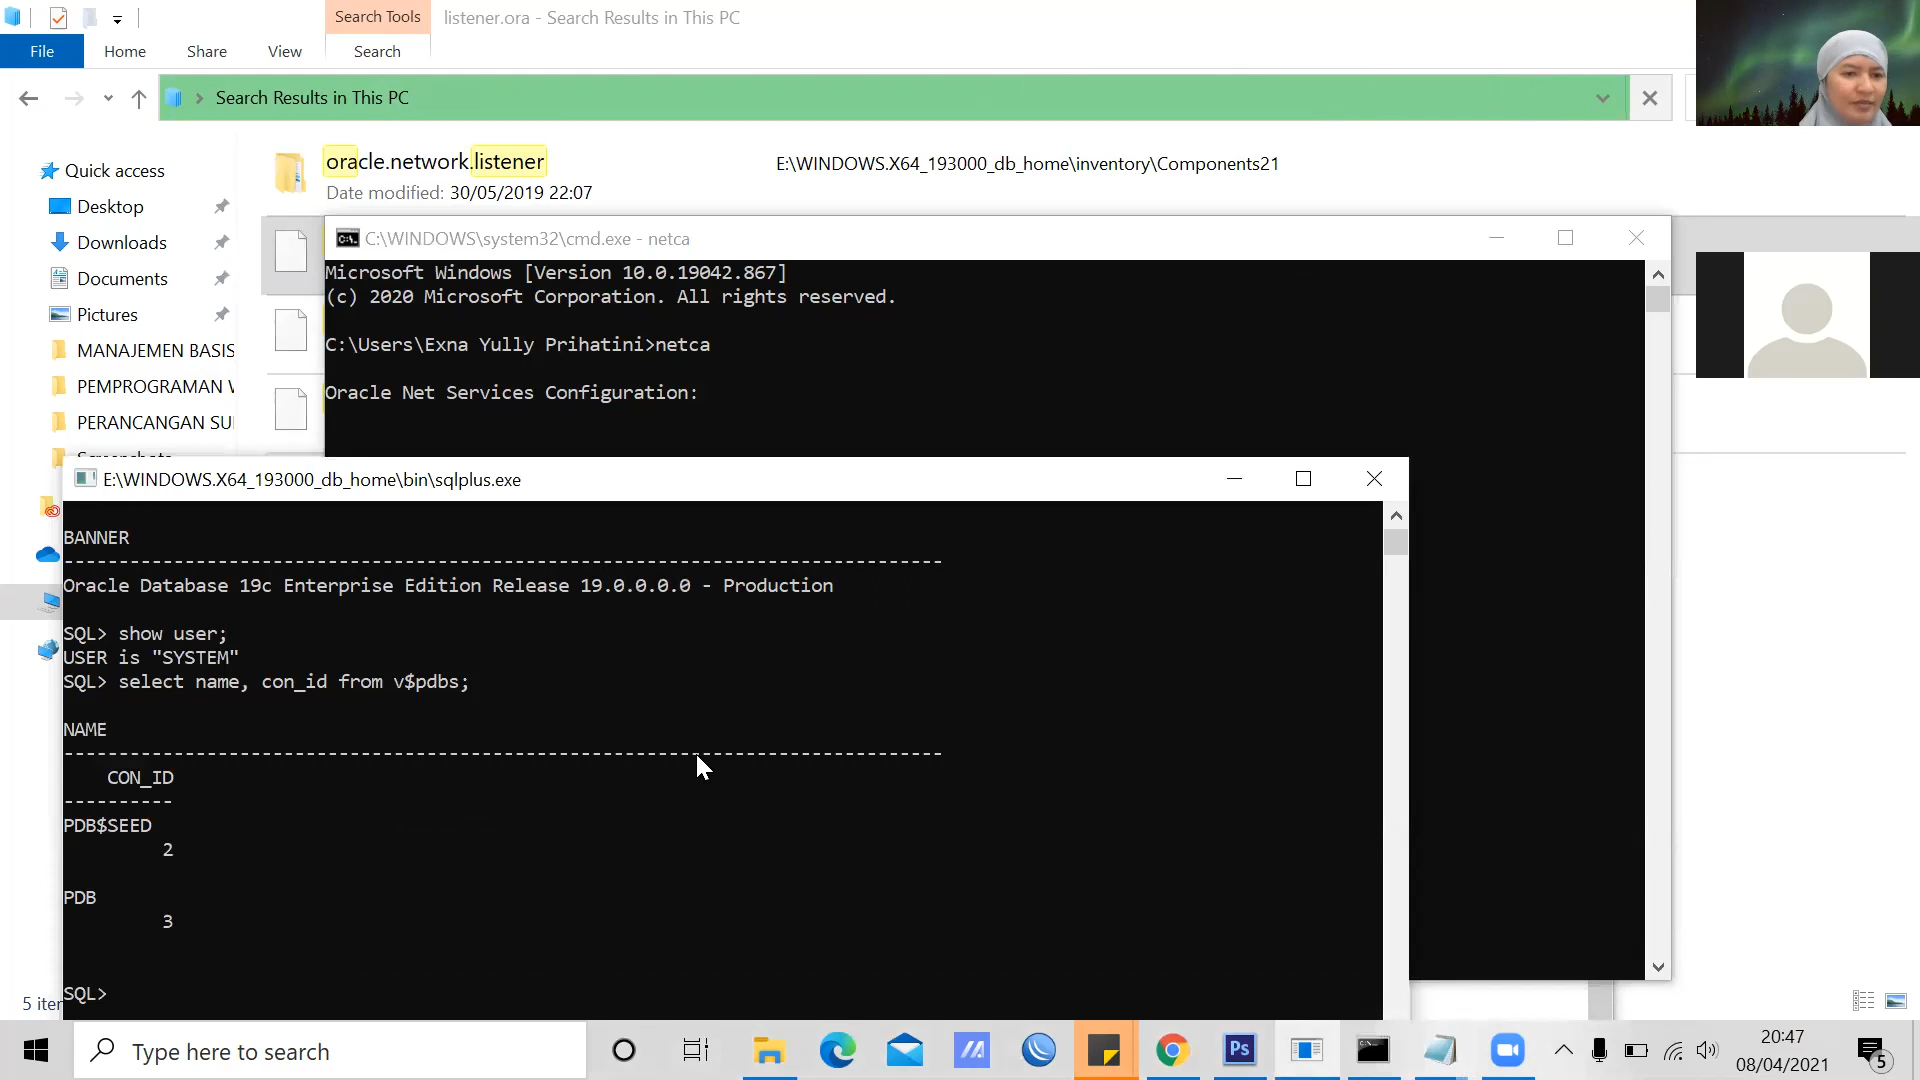 Search Tools
listener.ora - Search Results in This PC
File
Home
Share
View
Search
Search Results in This PC
Quick access
Desktop
Downloads
Documents
Pictures
MANAJEMEN BASIS
PEMPROGRAMAN
PERANCANGAN SU
oracle.network.listener
Date modified: 30/05/2019 22:07
E:\WINDOWS.X64_193000_db_home\inventory\Components21
C:\WINDOWS\system32\cmd.exe - netca
Microsoft Windows [Version 10.0.19042.867]
(c) 2020 Microsoft Corporation. All rights reserved.
C:\Users\Exna Yully Prihatini>netca
Oracle Net Services Configuration:
E:\WINDOWS.X64_193000_db_home\bin\sqlplus.exe
BANNER
--------------------------------------------------------------------------------
Oracle Database 19c Enterprise Edition Release 19.0.0.0.0 - Production
SQL> show user;
USER is "SYSTEM"
SQL> select name, con_id from v$pdbs;
NAME
--------------------------------------------------------------------------------
CON_ID
----------
PDB$SEED
2
PDB
3
SQL>
5 iter
Type here to search
Ps
20:47
08/04/2021
5